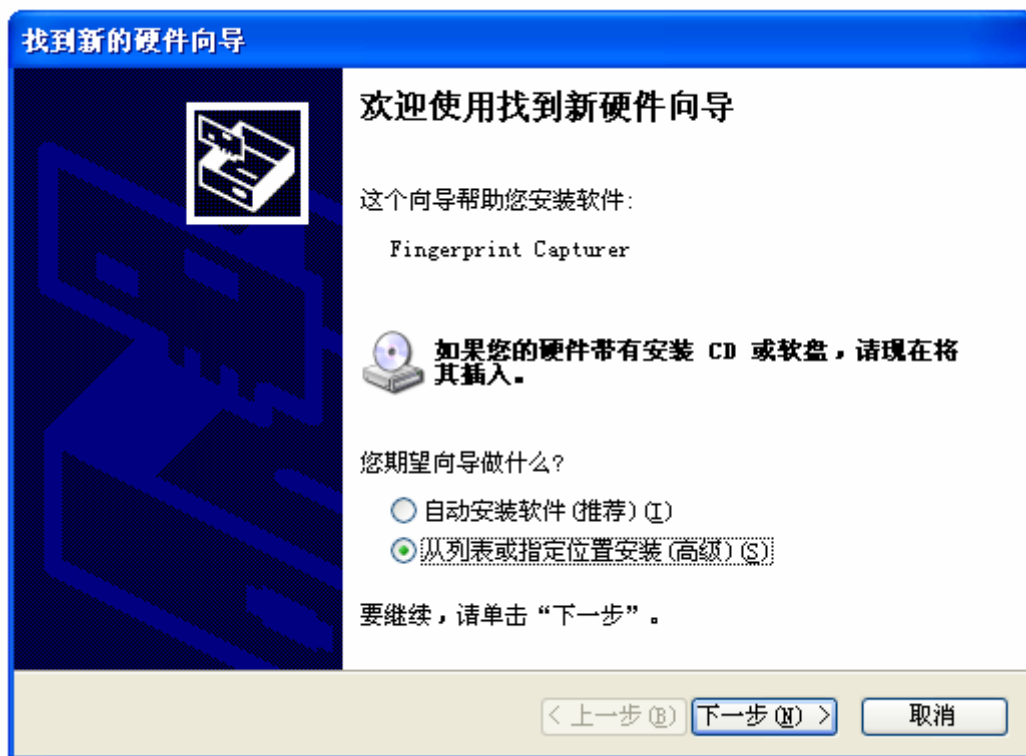 找到新的硬件向导
欢迎使用找到新硬件向导
这个向导帮助您安装软件:
Fingerprint Capturer
如果您的硬件带有安装 CD 或软盘，请现在将
其插入。
您期望向导做什么?
自动安装软件(推荐)(I)
从列表或指定位置安装(高级)(S)
要继续，请单击“下一步”。
< 上一步(B)
下一步(N) >
取消